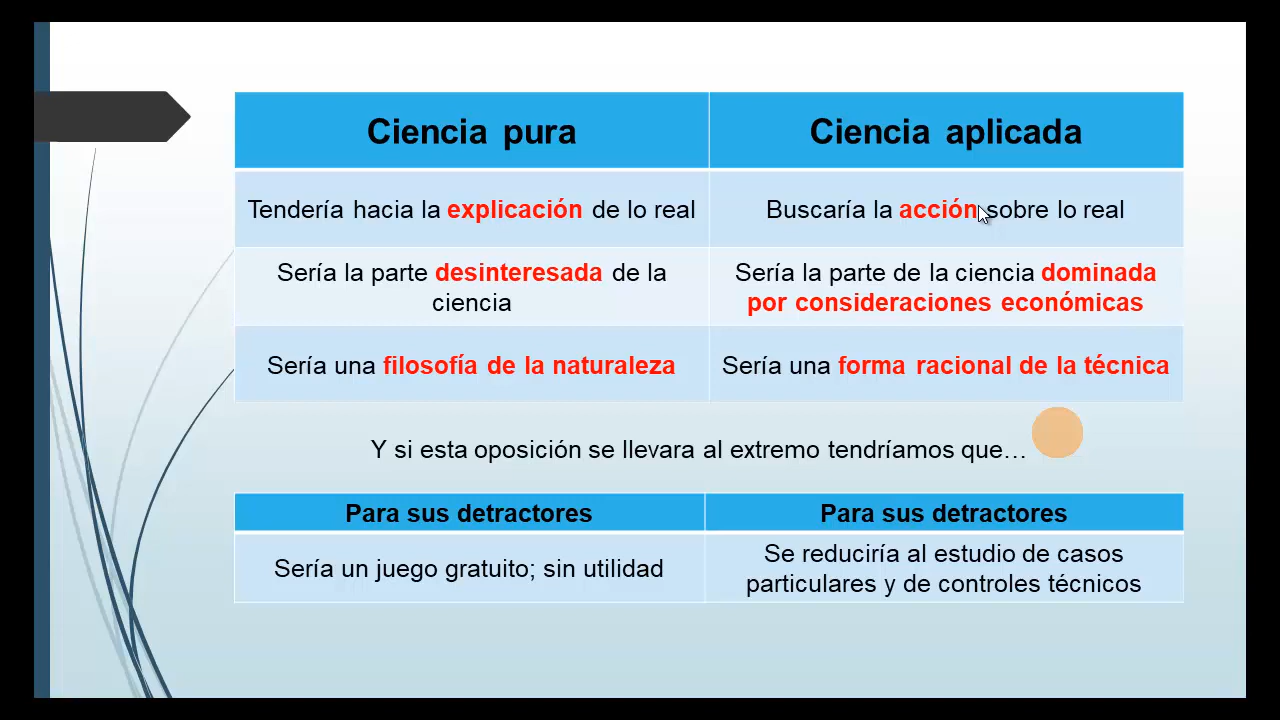 Ciencia pura
Ciencia aplicada
Tendería hacia la explicación de lo real
Buscaría la acción sobre lo real
Sería la parte desinteresada de la
ciencia
Sería la parte de la ciencia dominada
por consideraciones económicas
Sería una filosofía de la naturaleza
Sería una forma racional de la técnica
Y si esta oposición se llevara al extremo tendríamos que…
Para sus detractores
Para sus detractores
Sería un juego gratuito; sin utilidad
Se reduciría al estudio de casos
particulares y de controles técnicos